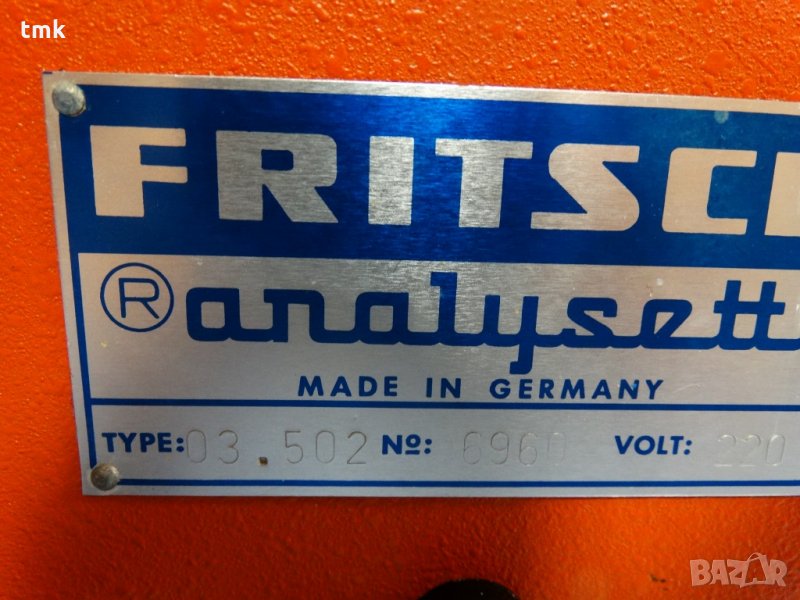 tmk
FRITSC
® analysett
MADE IN GERMANY
TYPE: 03.502 Nº: 6960 VOLT: 220
BAZAR